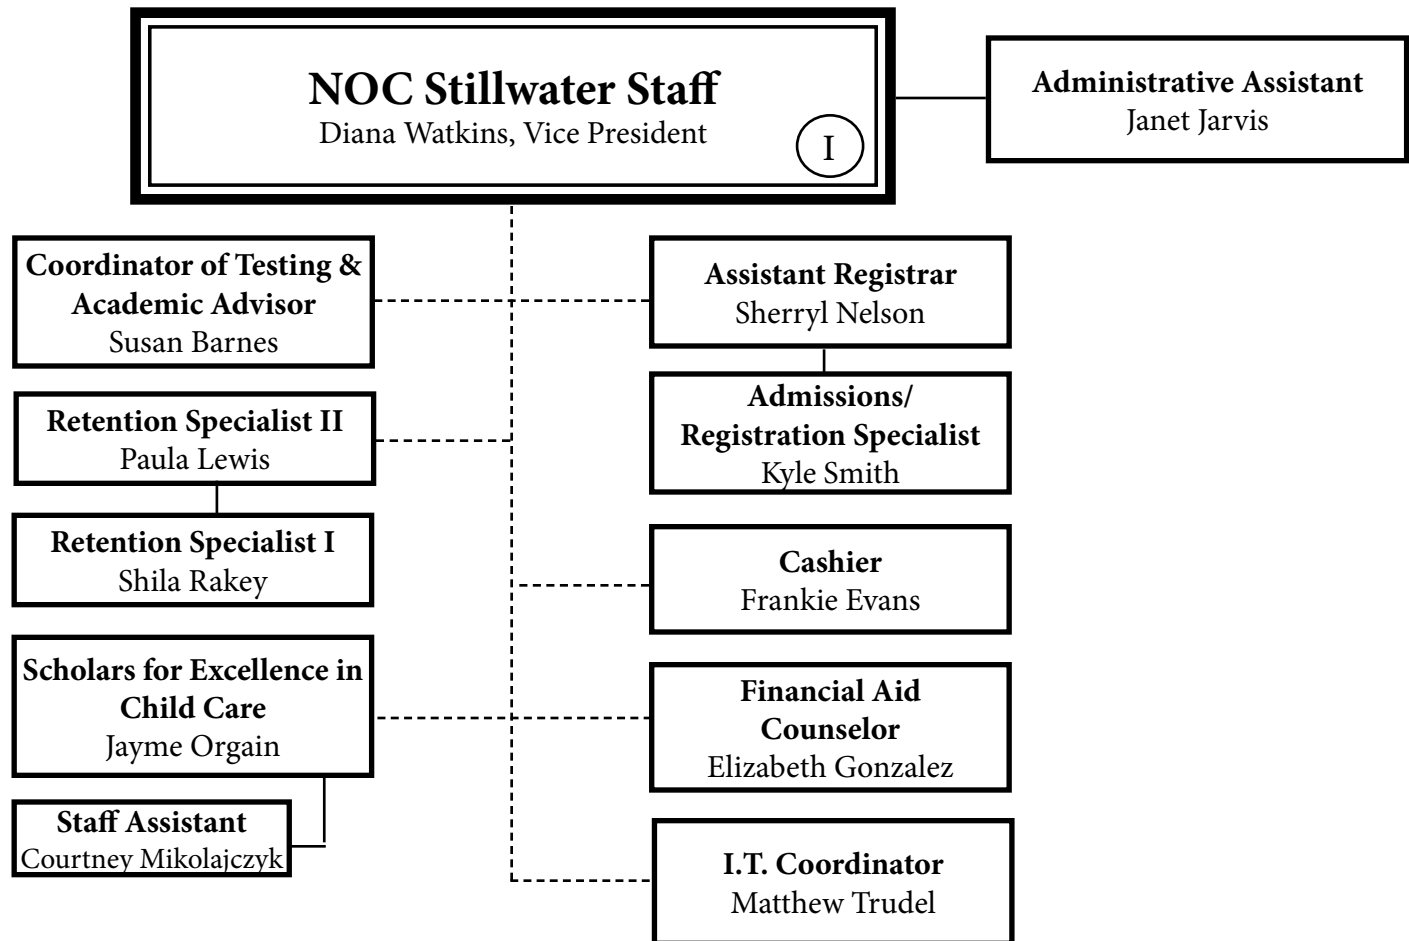 NOC Stillwater Staff
Diana Watkins, Vice President
I
Administrative Assistant
Janet Jarvis
Coordinator of Testing &
Academic Advisor
Susan Barnes
Assistant Registrar
Sherryl Nelson
Retention Specialist II
Paula Lewis
Admissions/
Registration Specialist
Kyle Smith
Retention Specialist I
Shila Rakey
Cashier
Frankie Evans
Scholars for Excellence in
Child Care
Jayme Orgain
Financial Aid
Counselor
Elizabeth Gonzalez
Staff Assistant
Courtney Mikolajczyk
I.T. Coordinator
Matthew Trudel